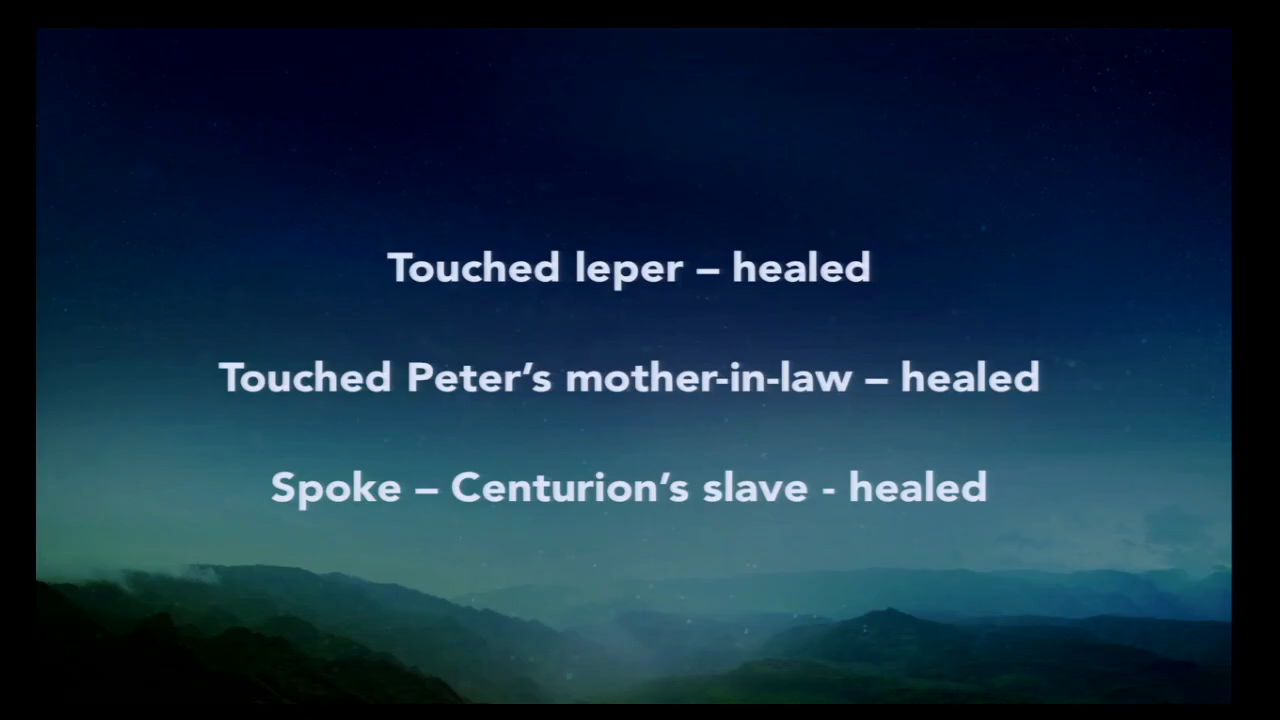 Touched leper – healed
Touched Peter’s mother-in-law – healed
Spoke – Centurion’s slave - healed